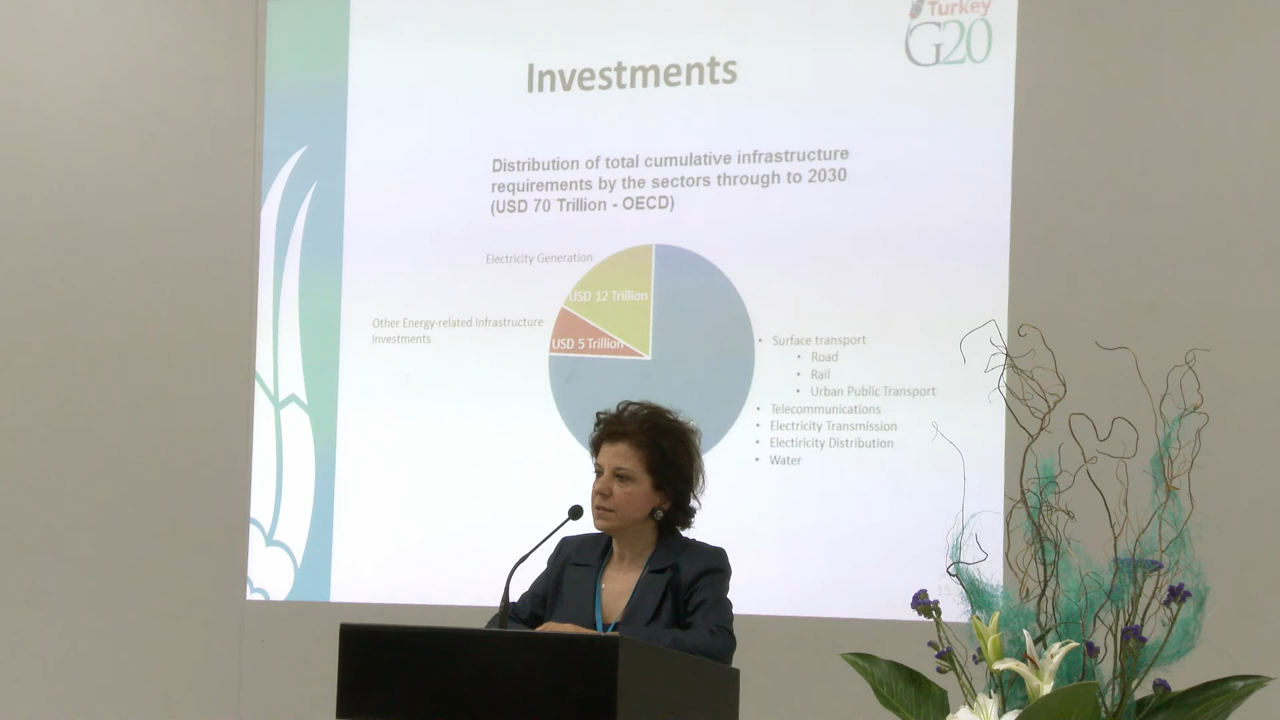 Turkey
G20
Investments
Distribution of total cumulative infrastructure
requirements by the sectors through to 2030
(USD 70 Trillion - OECD)
Electricity Generation
USD 12 Trillion
Other Energy-related Infrastructure
Investments
USD 5 Trillion
• Surface transport
• Road
• Rail
• Urban Public Transport
• Telecommunications
• Electricity Transmission
• Electiricity Distribution
• Water